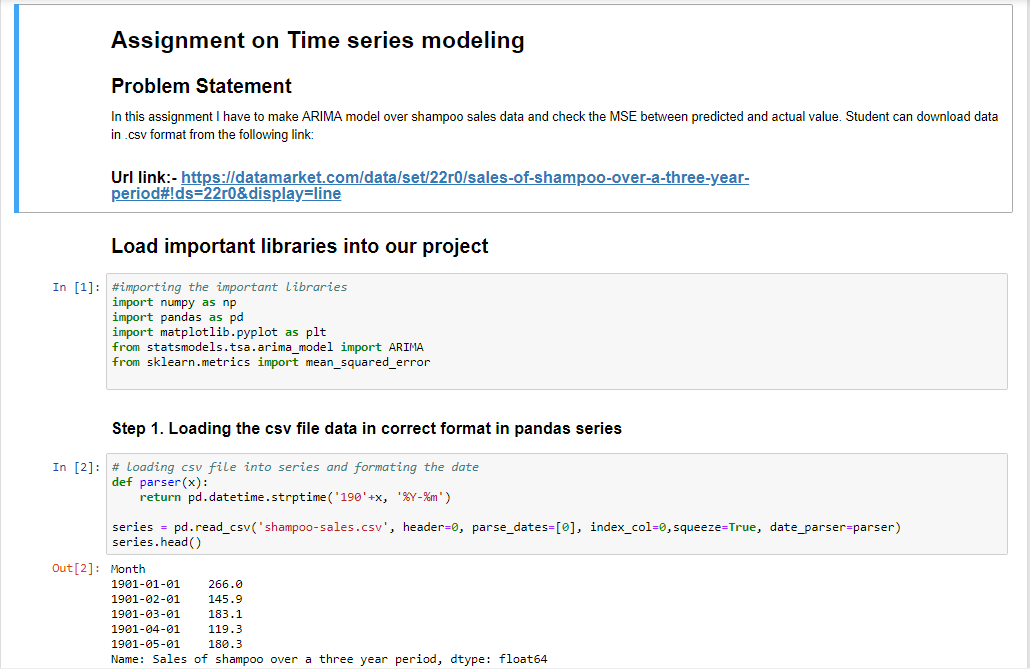 Assignment on Time series modeling
Problem Statement
In this assignment I have to make ARIMA model over shampoo sales data and check the MSE between predicted and actual value. Student can download data
in .csv format from the following link:
Url link:- https://datamarket.com/data/set/22r0/sales-of-shampoo-over-a-three-year-
period#!ds=22r0&display=line
Load important libraries into our project
In [1]: #importing the important libraries
import numpy as np
import pandas as pd
import matplotlib.pyplot as plt
from statsmodels.tsa.arima_model import ARIMA
from sklearn.metrics import mean_squared_error
Step 1. Loading the csv file data in correct format in pandas series
In [2]: # loading csv file into series and formating the date
def parser(x):
    return pd.datetime.strptime('190'+x, '%Y-%m')
series = pd.read_csv('shampoo-sales.csv', header=0, parse_dates=[0], index_col=0,squeeze=True, date_parser=parser)
series.head()
Out[2]: Month
1901-01-01    266.0
1901-02-01    145.9
1901-03-01    183.1
1901-04-01    119.3
1901-05-01    180.3
Name: Sales of shampoo over a three year period, dtype: float64